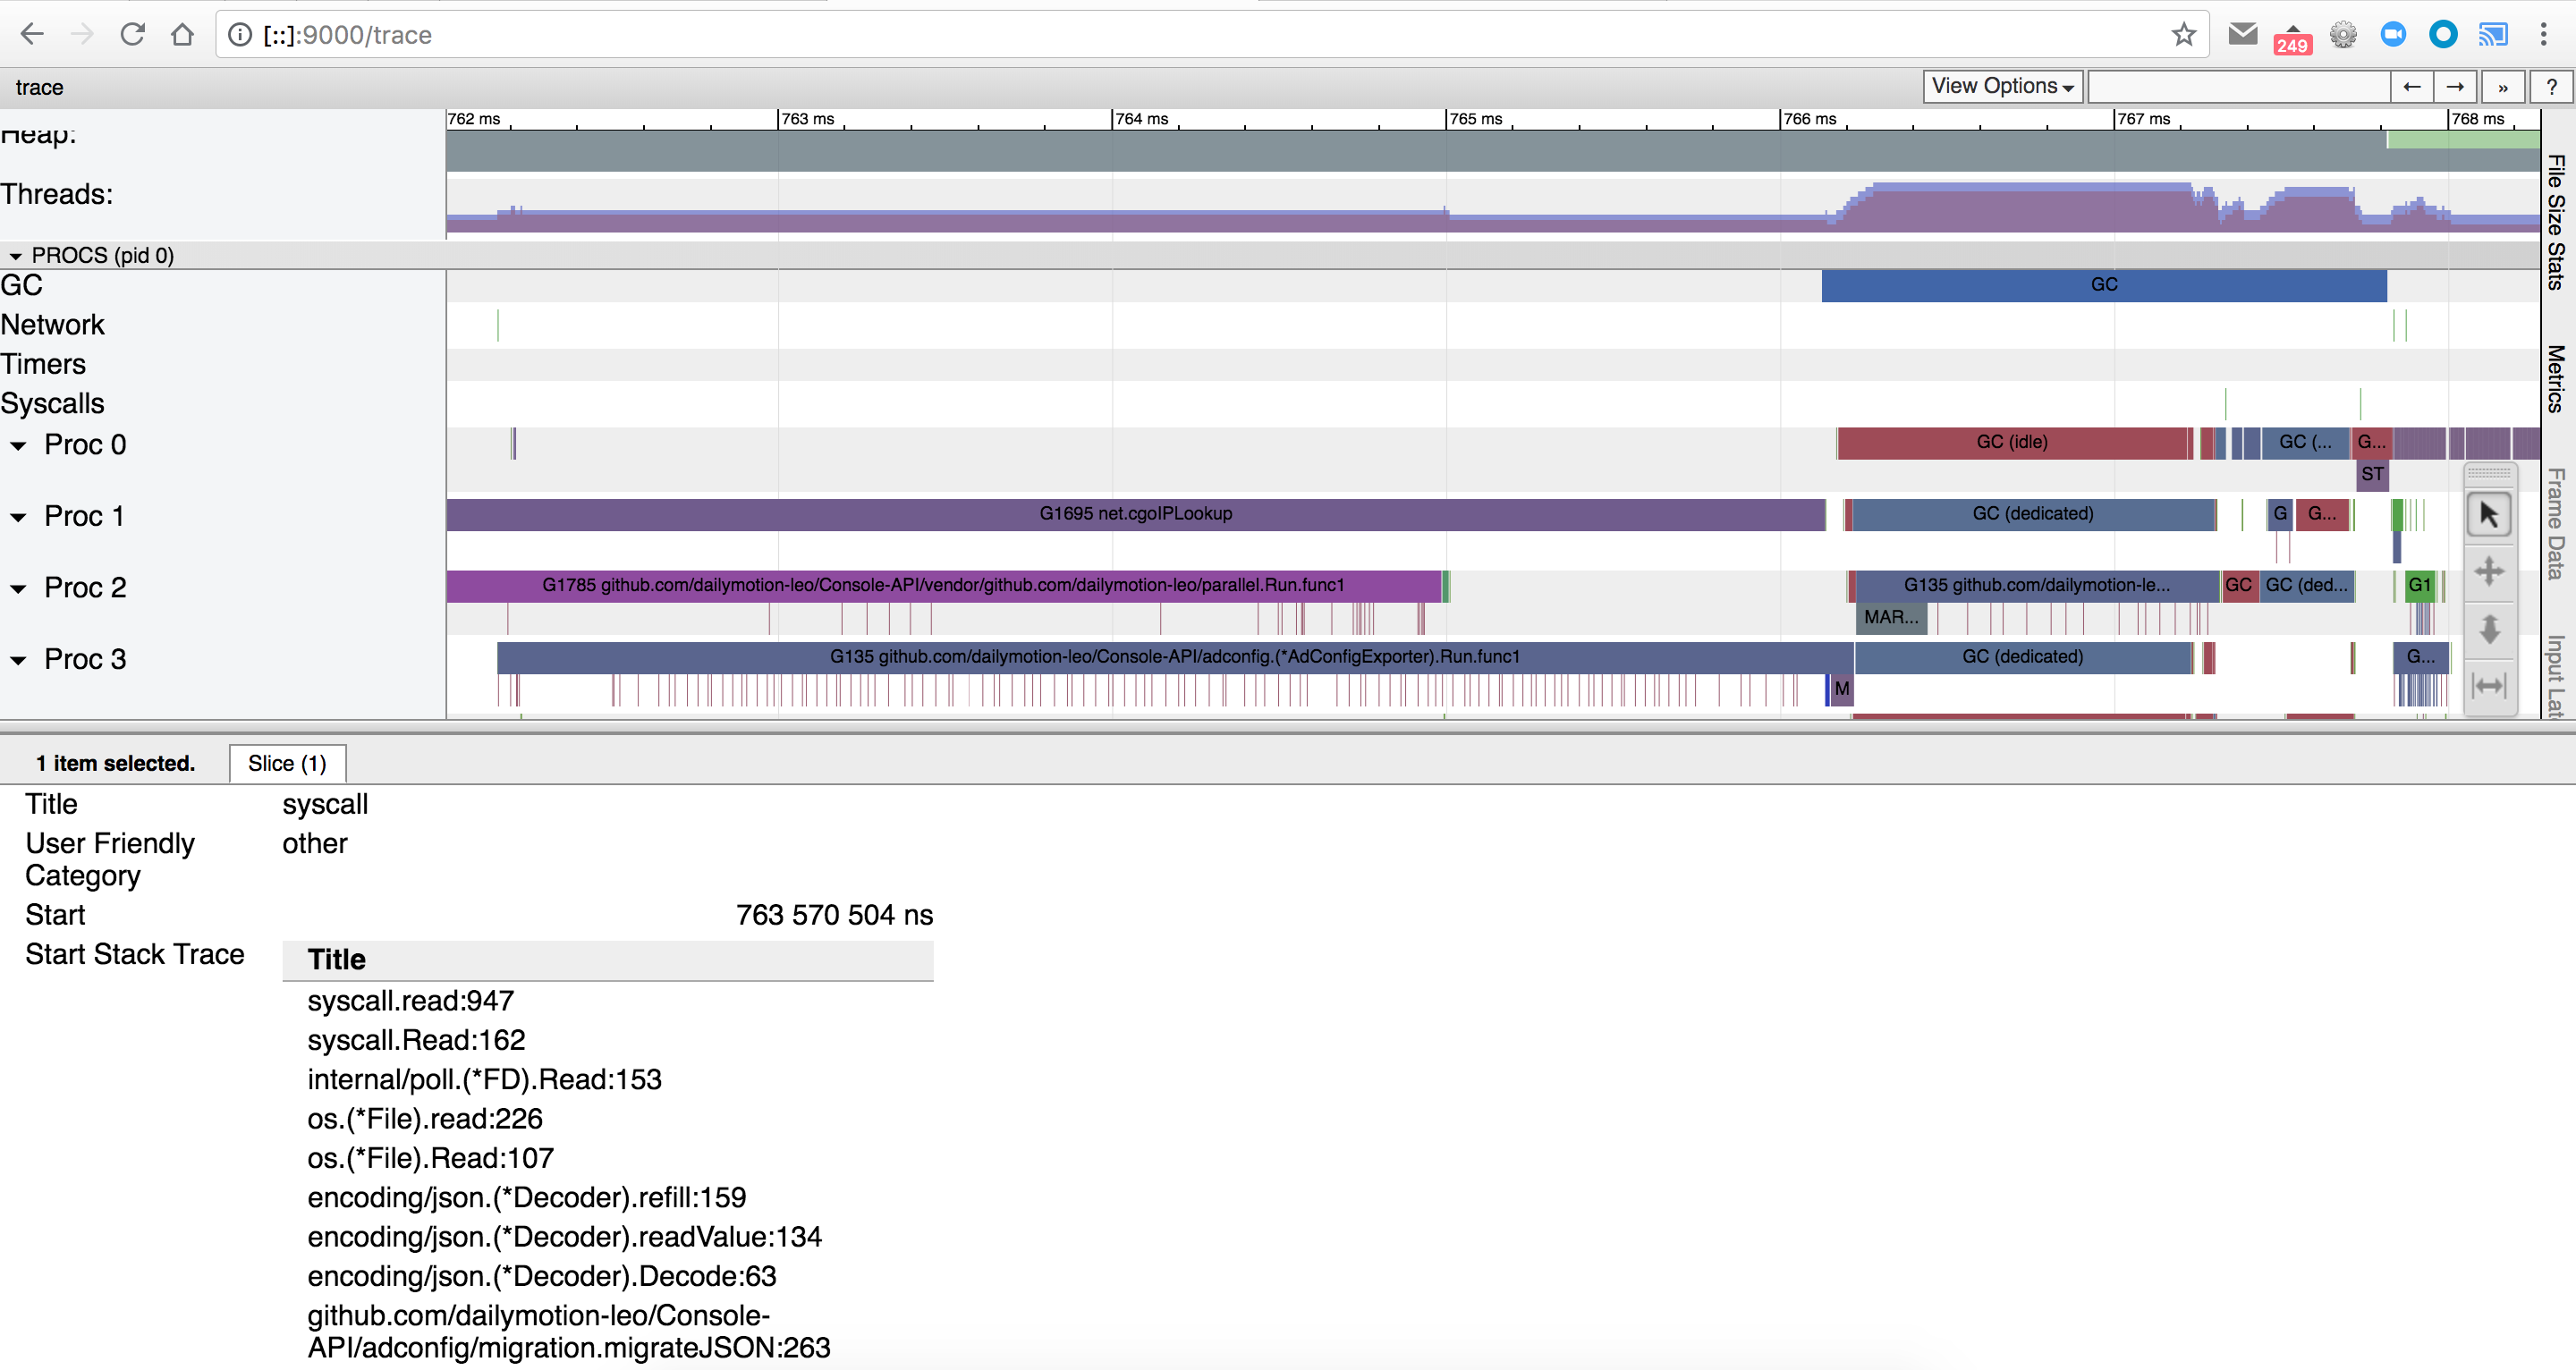 [::]:9000/trace
249
trace
View Options
← → » ?
762 ms 763 ms 764 ms 765 ms 766 ms 767 ms 768 ms
Heap:
Threads:
PROCS (pid 0)
GC
GC
Network
Timers
Syscalls
Proc 0
GC (idle) GC (... G...
ST
Proc 1
G1695 net.cgoIPLookup GC (dedicated) G G...
Proc 2
G1785 github.com/dailymotion-leo/Console-API/vendor/github.com/dailymotion-leo/parallel.Run.func1 G135 github.com/dailymotion-le... GC GC (ded... G1
MAR...
Proc 3
G135 github.com/dailymotion-leo/Console-API/adconfig.(*AdConfigExporter).Run.func1 GC (dedicated) G...
M
File Size Stats
Metrics
Frame Data
Input Lat
1 item selected. Slice (1)
Title syscall
User Friendly other
Category
Start 763 570 504 ns
Start Stack Trace Title
syscall.read:947
syscall.Read:162
internal/poll.(*FD).Read:153
os.(*File).read:226
os.(*File).Read:107
encoding/json.(*Decoder).refill:159
encoding/json.(*Decoder).readValue:134
encoding/json.(*Decoder).Decode:63
github.com/dailymotion-leo/Console-
API/adconfig/migration.migrateJSON:263